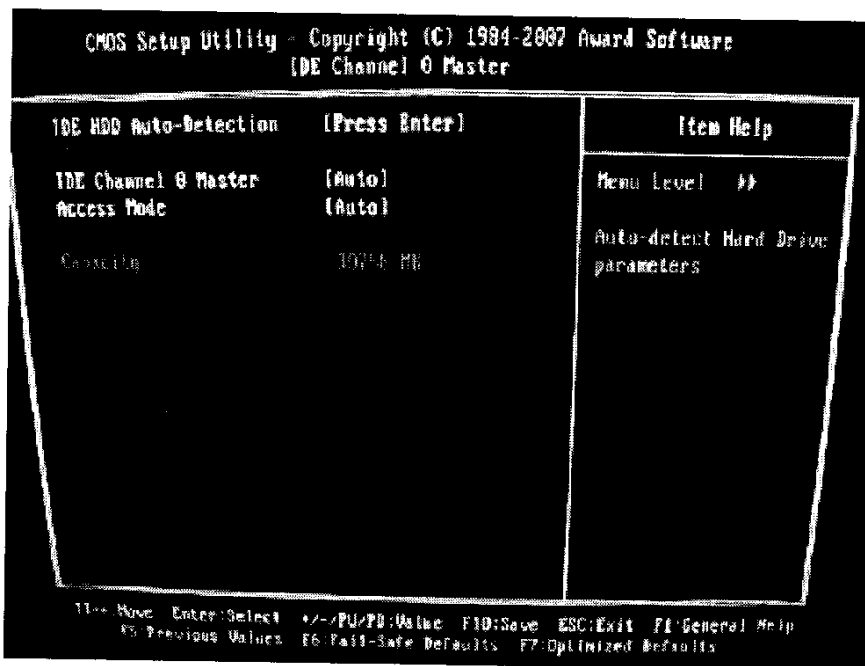 CMOS Setup Utility - Copyright (C) 1984-2007 Award Software
IDE Channel 0 Master
IDE HDD Auto-Detection [Press Enter]
Item Help
IDE Channel 0 Master [Auto]
Access Mode [Auto]
Menu Level
Capacity MB
Auto-detect Hard Drive
parameters
Move Enter:Select +/-/PU/PD:Value F10:Save ESC:Exit F1:General Help
F5:Previous Values F6:Fail-Safe Defaults F7:Optimized Defaults